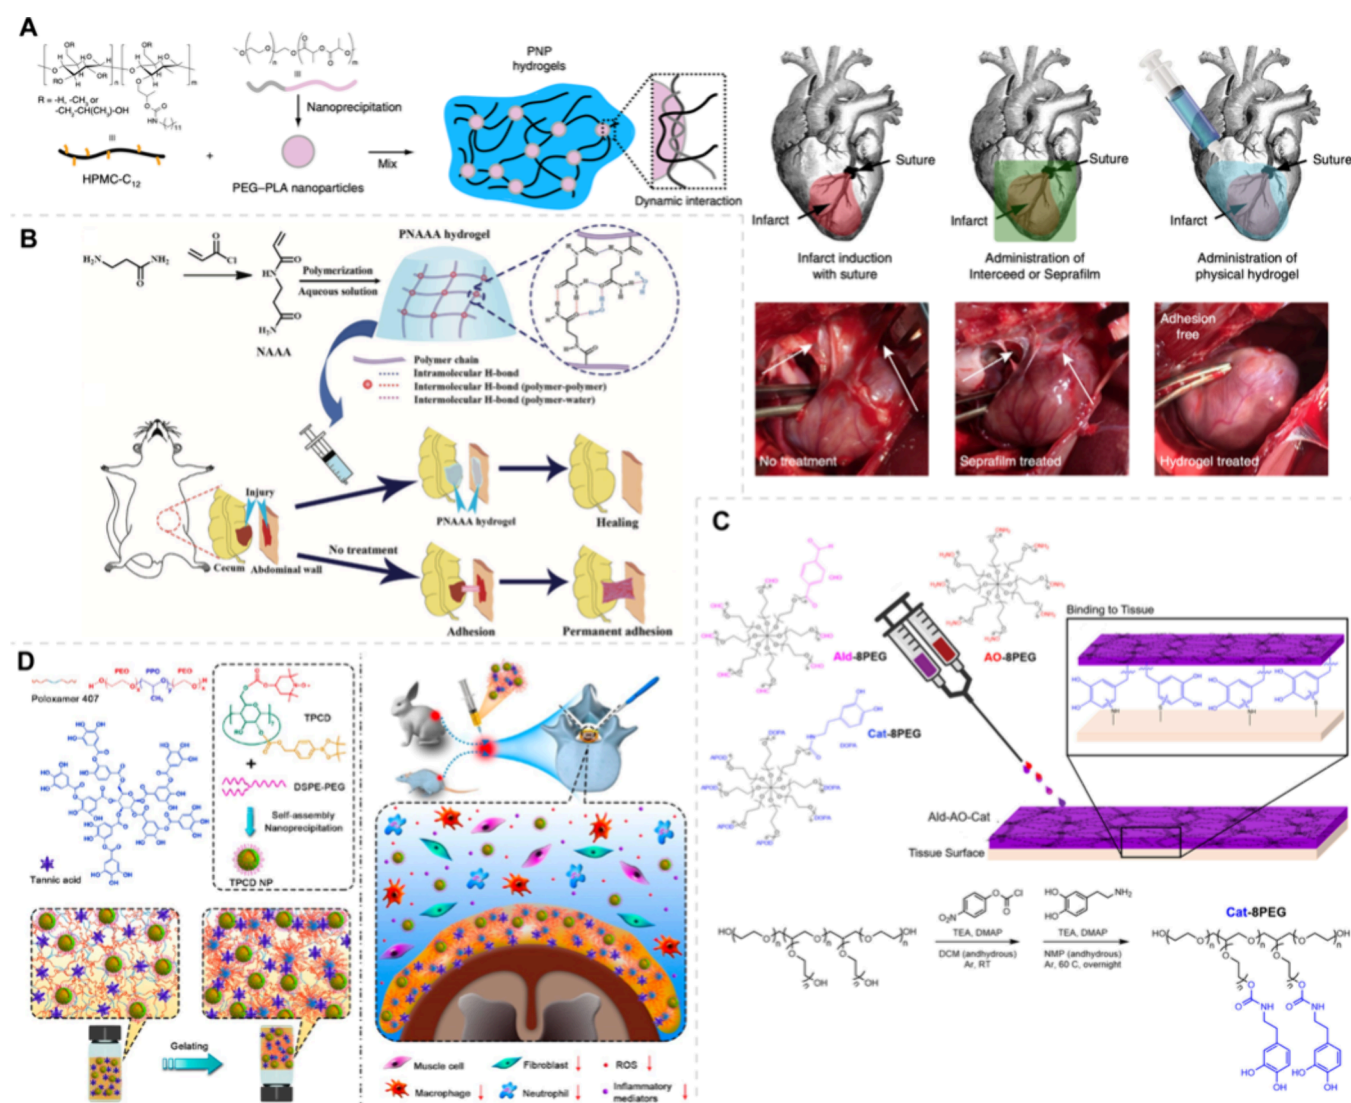 A
R = -H, -CH₃ or
-CH₂-CH(CH₃)-OH
HPMC-C₁₂
+
Nanoprecipitation
PEG–PLA nanoparticles
Mix
PNP
hydrogels
Dynamic interaction
Suture
Infarct
Infarct induction
with suture
Suture
Infarct
Administration of
Interceed or Seprafilm
Suture
Infarct
Administration of
physical hydrogel
No treatment
Seprafilm treated
Adhesion
free
Hydrogel treated
B
H₂N
NH₂
O
Cl
NAAA
Polymerization
Aqueous solution
PNAAA hydrogel
Polymer chain
Intramolecular H-bond
Intermolecular H-bond (polymer-polymer)
Intermolecular H-bond (polymer-water)
Injury
Cecum
Abdominal wall
PNAAA hydrogel
Healing
No treatment
Adhesion
Permanent adhesion
C
Ald-8PEG
AO-8PEG
Cat-8PEG
Binding to Tissue
Ald-AO-Cat
Tissue Surface
TEA, DMAP
DCM (anhydrous)
Ar, RT
TEA, DMAP
NMP (anhydrous)
Ar, 60 C, overnight
Cat-8PEG
D
PEO PPO PEO
Poloxamer 407
Tannic acid
TPCD
+
DSPE-PEG
Self-assembly
Nanoprecipitation
TPCD NP
Gelating
Muscle cell
Fibroblast
ROS
Macrophage
Neutrophil
Inflammatory
mediators